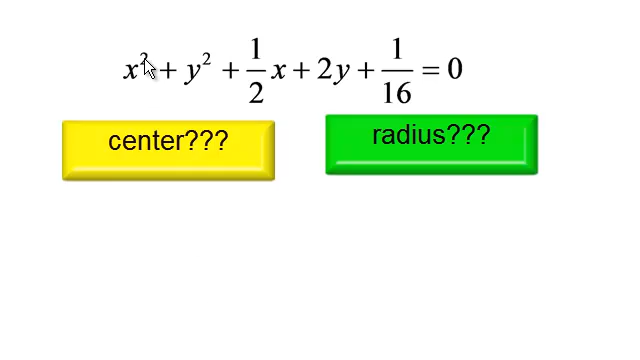 x² + y² + 1/2 x + 2y + 1/16 = 0
center???
radius???